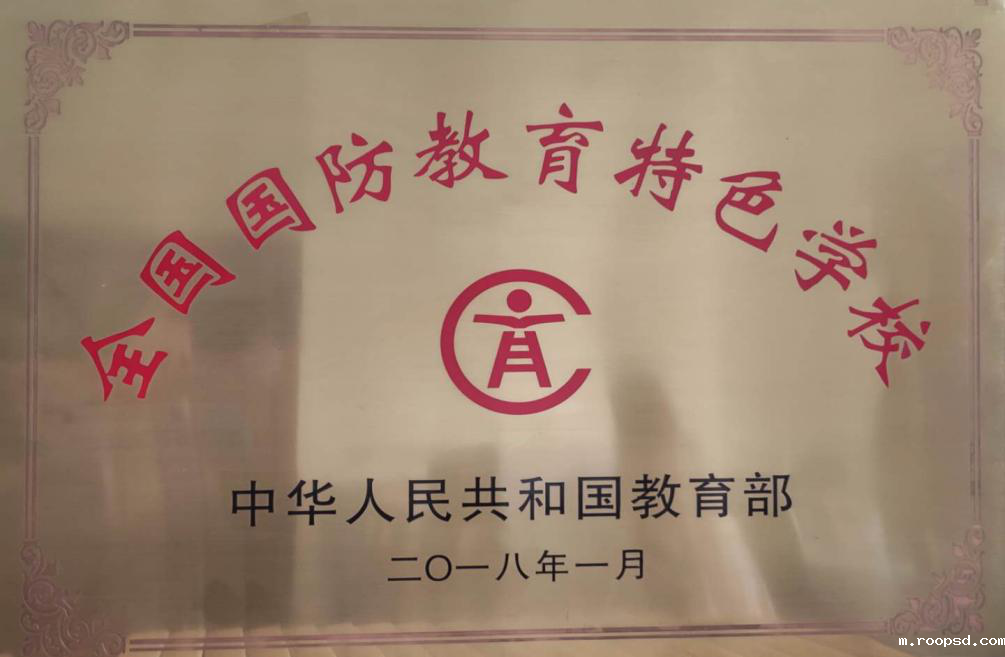 全国国防教育特色学校
中华人民共和国教育部
二〇一八年一月
m.roopsd.com